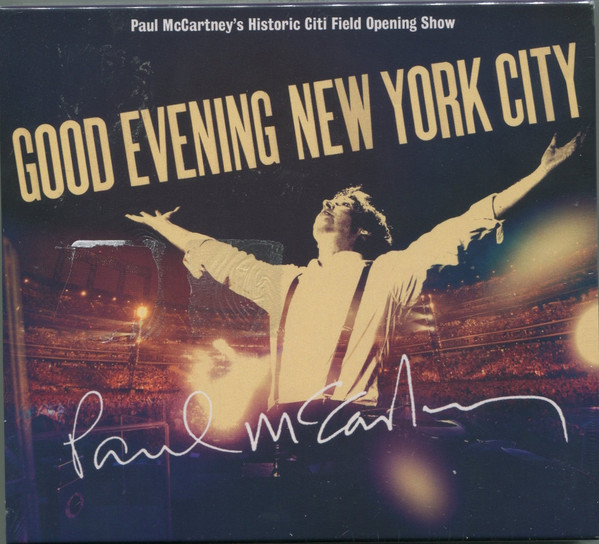 Paul McCartney's Historic Citi Field Opening Show
GOOD EVENING NEW YORK CITY
Paul McCartney